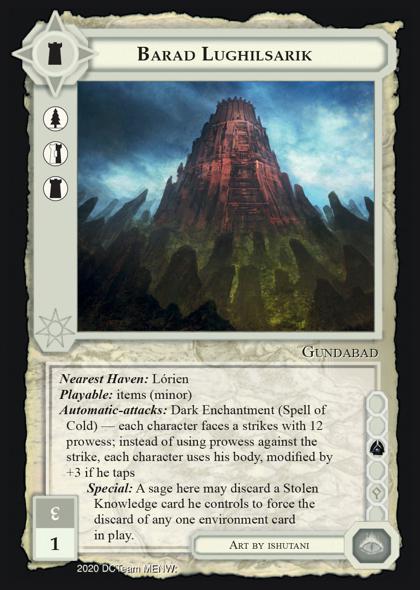 Barad Lughilsarik
Gundabad
Nearest Haven: Lórien
Playable: items (minor)
Automatic-attacks: Dark Enchantment (Spell of
Cold) — each character faces a strikes with 12
prowess; instead of using prowess against the
strike, each character uses his body, modified by
+3 if he taps
Special: A sage here may discard a Stolen
Knowledge card he controls to force the
discard of any one environment card
in play.
ε
1
Art by ishutani
2020 DC Team MENW: